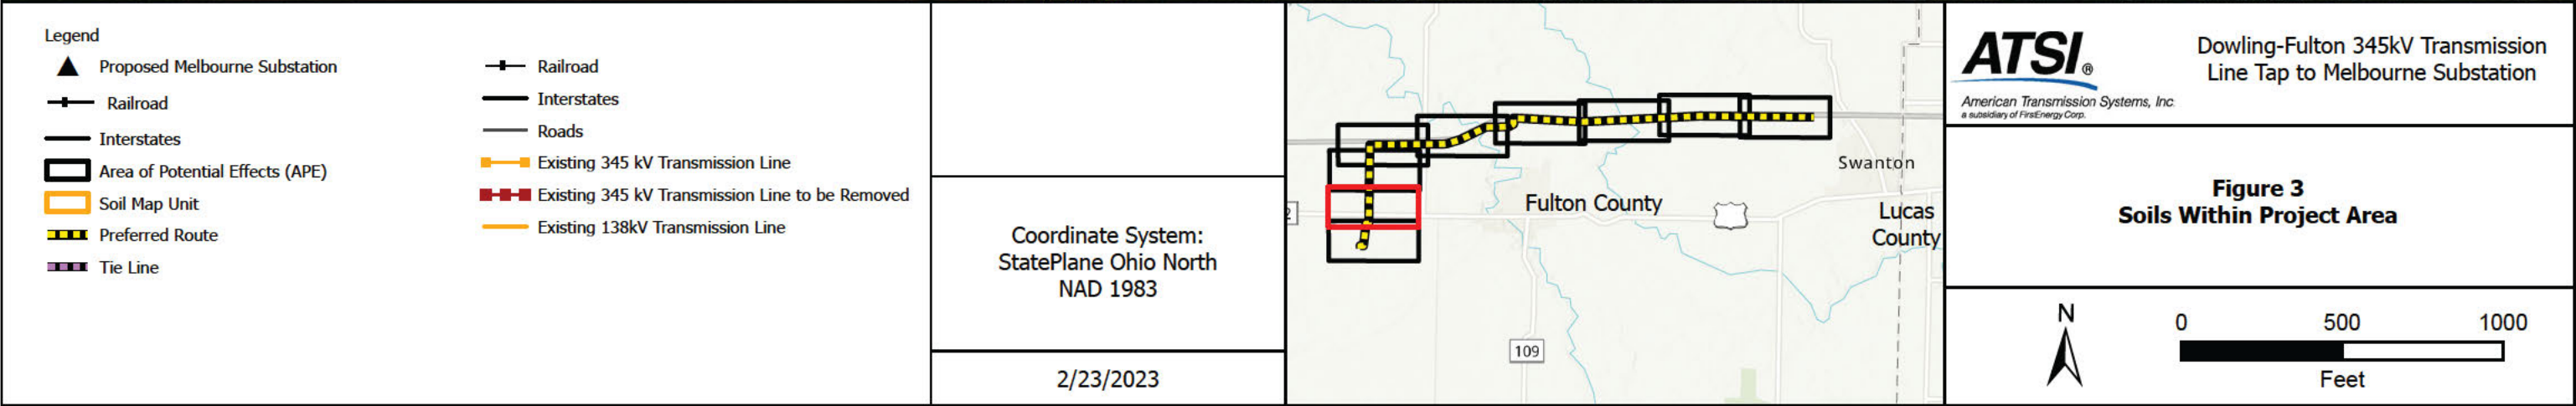 Legend
Proposed Melbourne Substation
Railroad
Interstates
Area of Potential Effects (APE)
Soil Map Unit
Preferred Route
Tie Line
Railroad
Interstates
Roads
Existing 345 kV Transmission Line
Existing 345 kV Transmission Line to be Removed
Existing 138kV Transmission Line
Coordinate System:
StatePlane Ohio North
NAD 1983
2/23/2023
Swanton
Fulton County
Lucas
County
2
109
ATSI®
American Transmission Systems, Inc.
a subsidiary of FirstEnergy Corp.
Dowling-Fulton 345kV Transmission
Line Tap to Melbourne Substation
Figure 3
Soils Within Project Area
N
0 500 1000
Feet